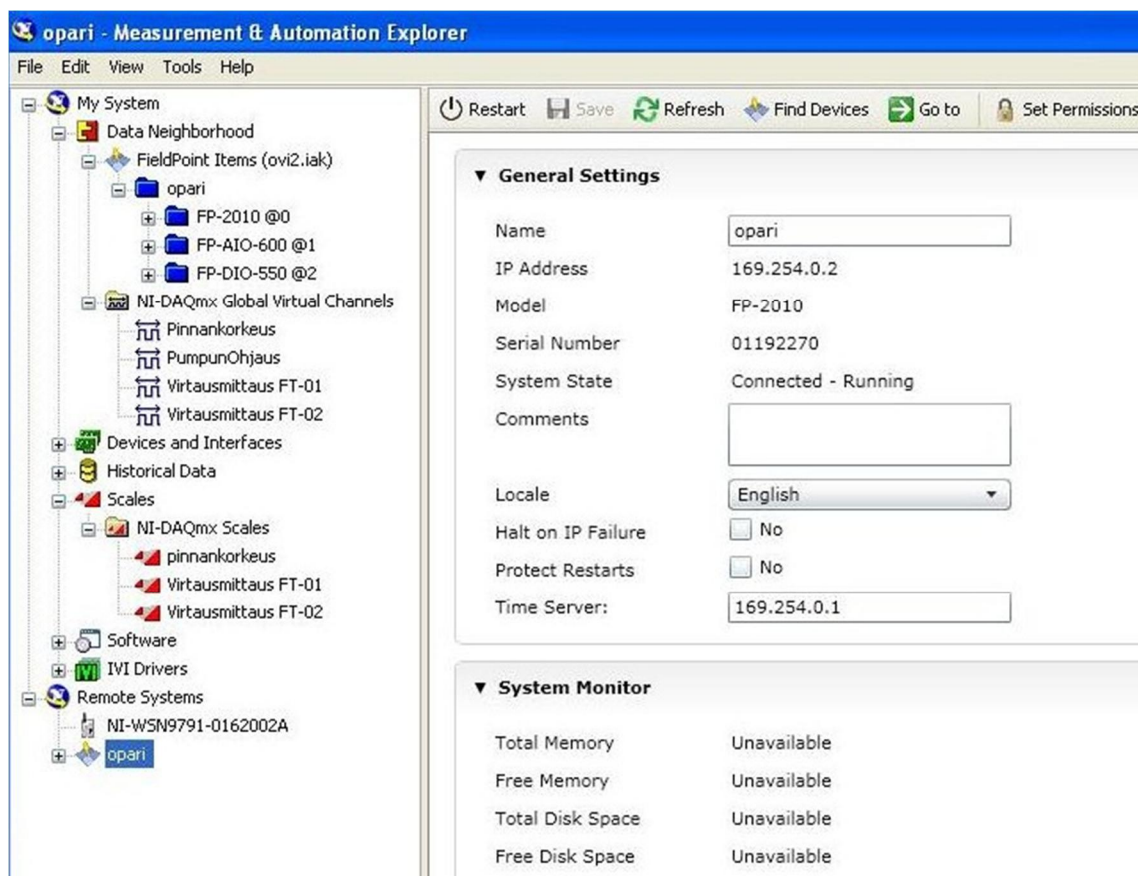 opari - Measurement & Automation Explorer
File Edit View Tools Help
My System
Data Neighborhood
FieldPoint Items (ovi2.iak)
opari
FP-2010 @0
FP-AIO-600 @1
FP-DIO-550 @2
NI-DAQmx Global Virtual Channels
Pinnankorkeus
PumpunOhjaus
Virtausmittaus FT-01
Virtausmittaus FT-02
Devices and Interfaces
Historical Data
Scales
NI-DAQmx Scales
pinnankorkeus
Virtausmittaus FT-01
Virtausmittaus FT-02
Software
IVI Drivers
Remote Systems
NI-WSN9791-0162002A
opari
Restart Save Refresh Find Devices Go to Set Permissions
General Settings
Name opari
IP Address 169.254.0.2
Model FP-2010
Serial Number 01192270
System State Connected - Running
Comments
Locale English
Halt on IP Failure No
Protect Restarts No
Time Server: 169.254.0.1
System Monitor
Total Memory Unavailable
Free Memory Unavailable
Total Disk Space Unavailable
Free Disk Space Unavailable